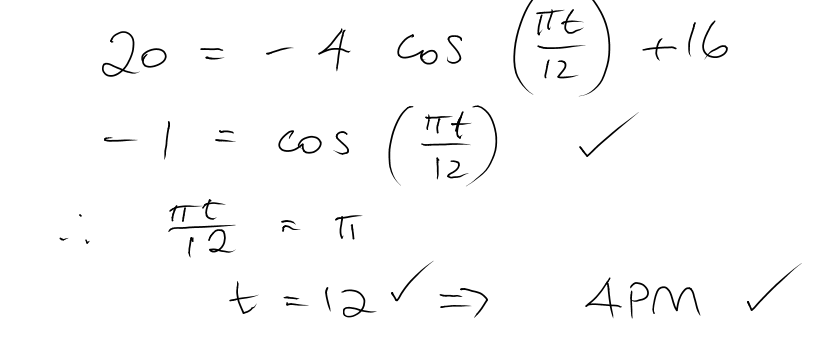 20 = - 4 cos (πt/12) + 16
- 1 = cos (πt/12) ✓
∴ πt/12 = π
t = 12 ✓ ⇒ 4PM ✓